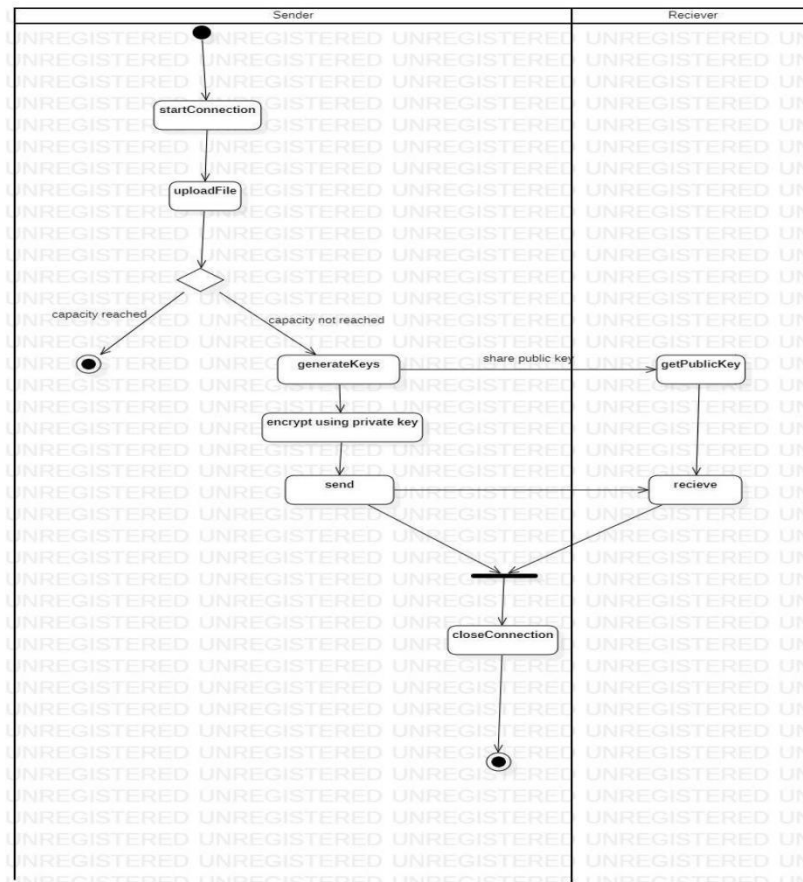 Sender
Reciever
startConnection
uploadFile
capacity reached
capacity not reached
generateKeys
share public key
getPublicKey
encrypt using private key
send
recieve
closeConnection
UNREGISTERED